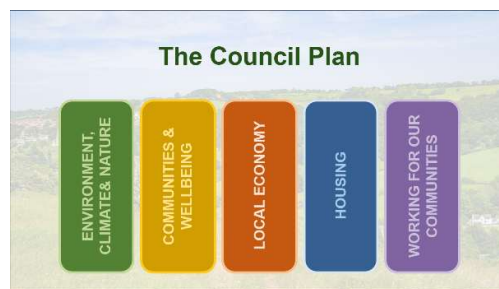 The Council Plan
ENVIRONMENT,
CLIMATE& NATURE
COMMUNITIES &
WELLBEING
LOCAL ECONOMY
HOUSING
WORKING FOR OUR
COMMUNITIES